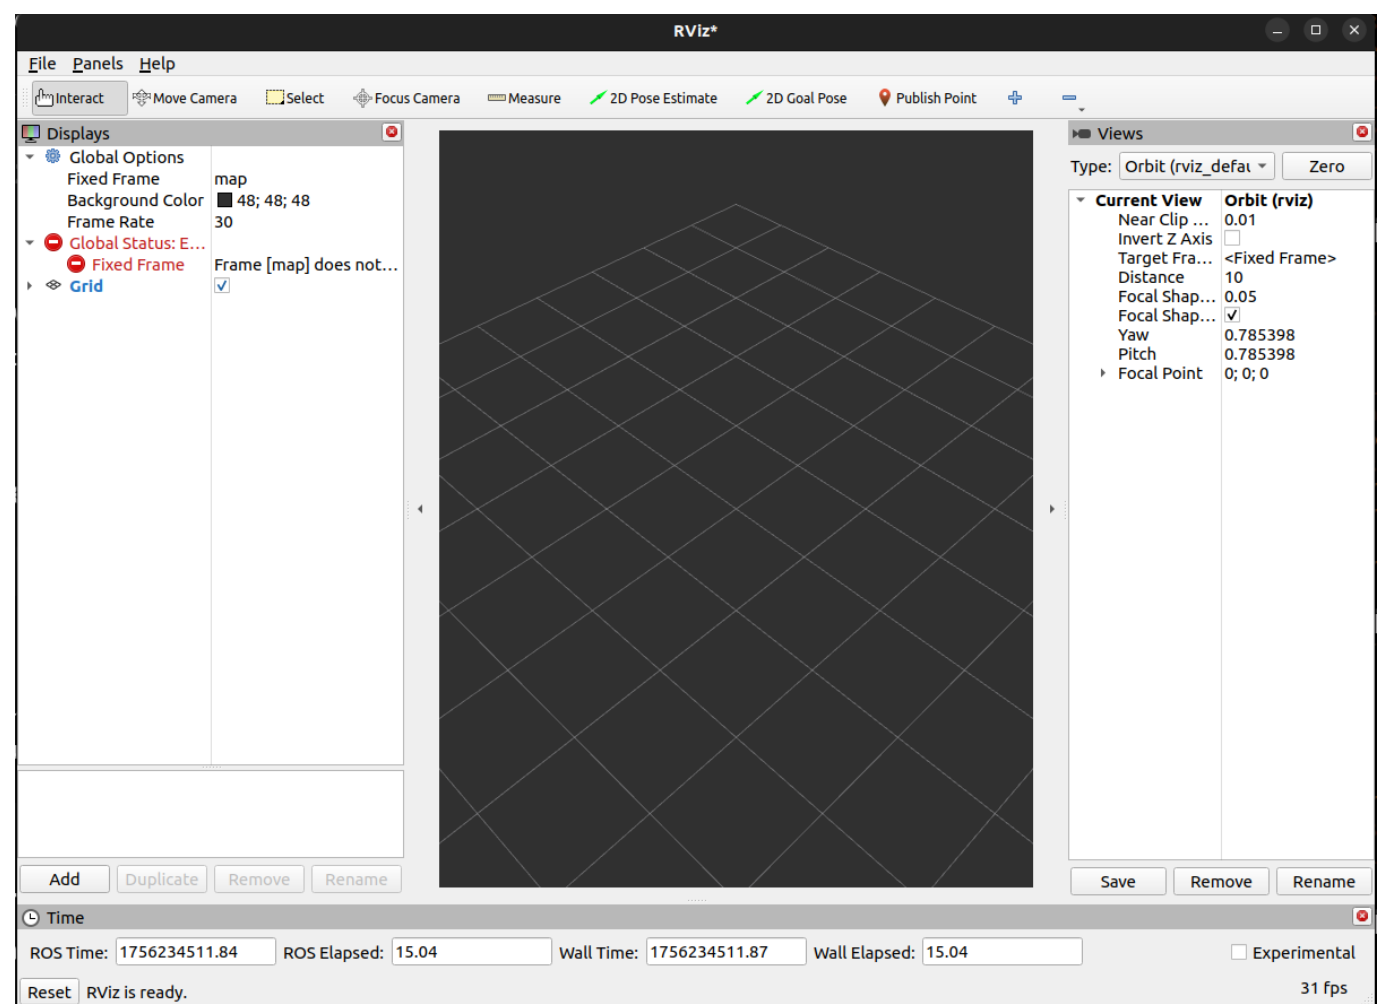 RViz*
File Panels Help
Interact Move Camera Select Focus Camera Measure 2D Pose Estimate 2D Goal Pose Publish Point
Displays
Global Options
Fixed Frame map
Background Color 48; 48; 48
Frame Rate 30
Global Status: E...
Fixed Frame Frame [map] does not...
Grid
Add Duplicate Remove Rename
Views
Type: Orbit (rviz_defau Zero
Current View Orbit (rviz)
Near Clip ... 0.01
Invert Z Axis
Target Fra... <Fixed Frame>
Distance 10
Focal Shap... 0.05
Focal Shap...
Yaw 0.785398
Pitch 0.785398
Focal Point 0; 0; 0
Save Remove Rename
Time
ROS Time: 1756234511.84 ROS Elapsed: 15.04 Wall Time: 1756234511.87 Wall Elapsed: 15.04 Experimental
Reset RViz is ready. 31 fps